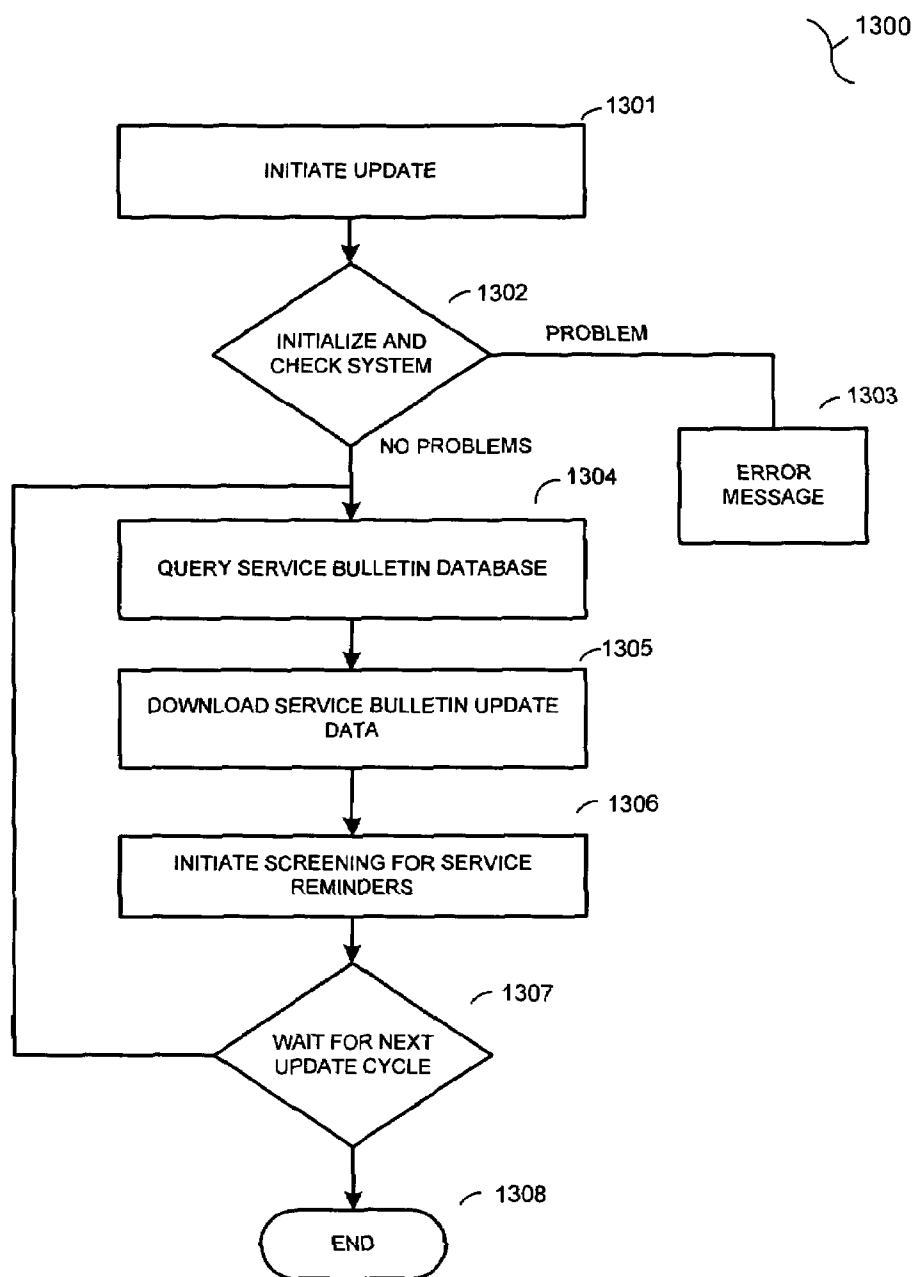 1300
1301
INITIATE UPDATE
1302
INITIALIZE AND
CHECK SYSTEM
PROBLEM
1303
ERROR
MESSAGE
NO PROBLEMS
1304
QUERY SERVICE BULLETIN DATABASE
1305
DOWNLOAD SERVICE BULLETIN UPDATE
DATA
1306
INITIATE SCREENING FOR SERVICE
REMINDERS
1307
WAIT FOR NEXT
UPDATE CYCLE
1308
END